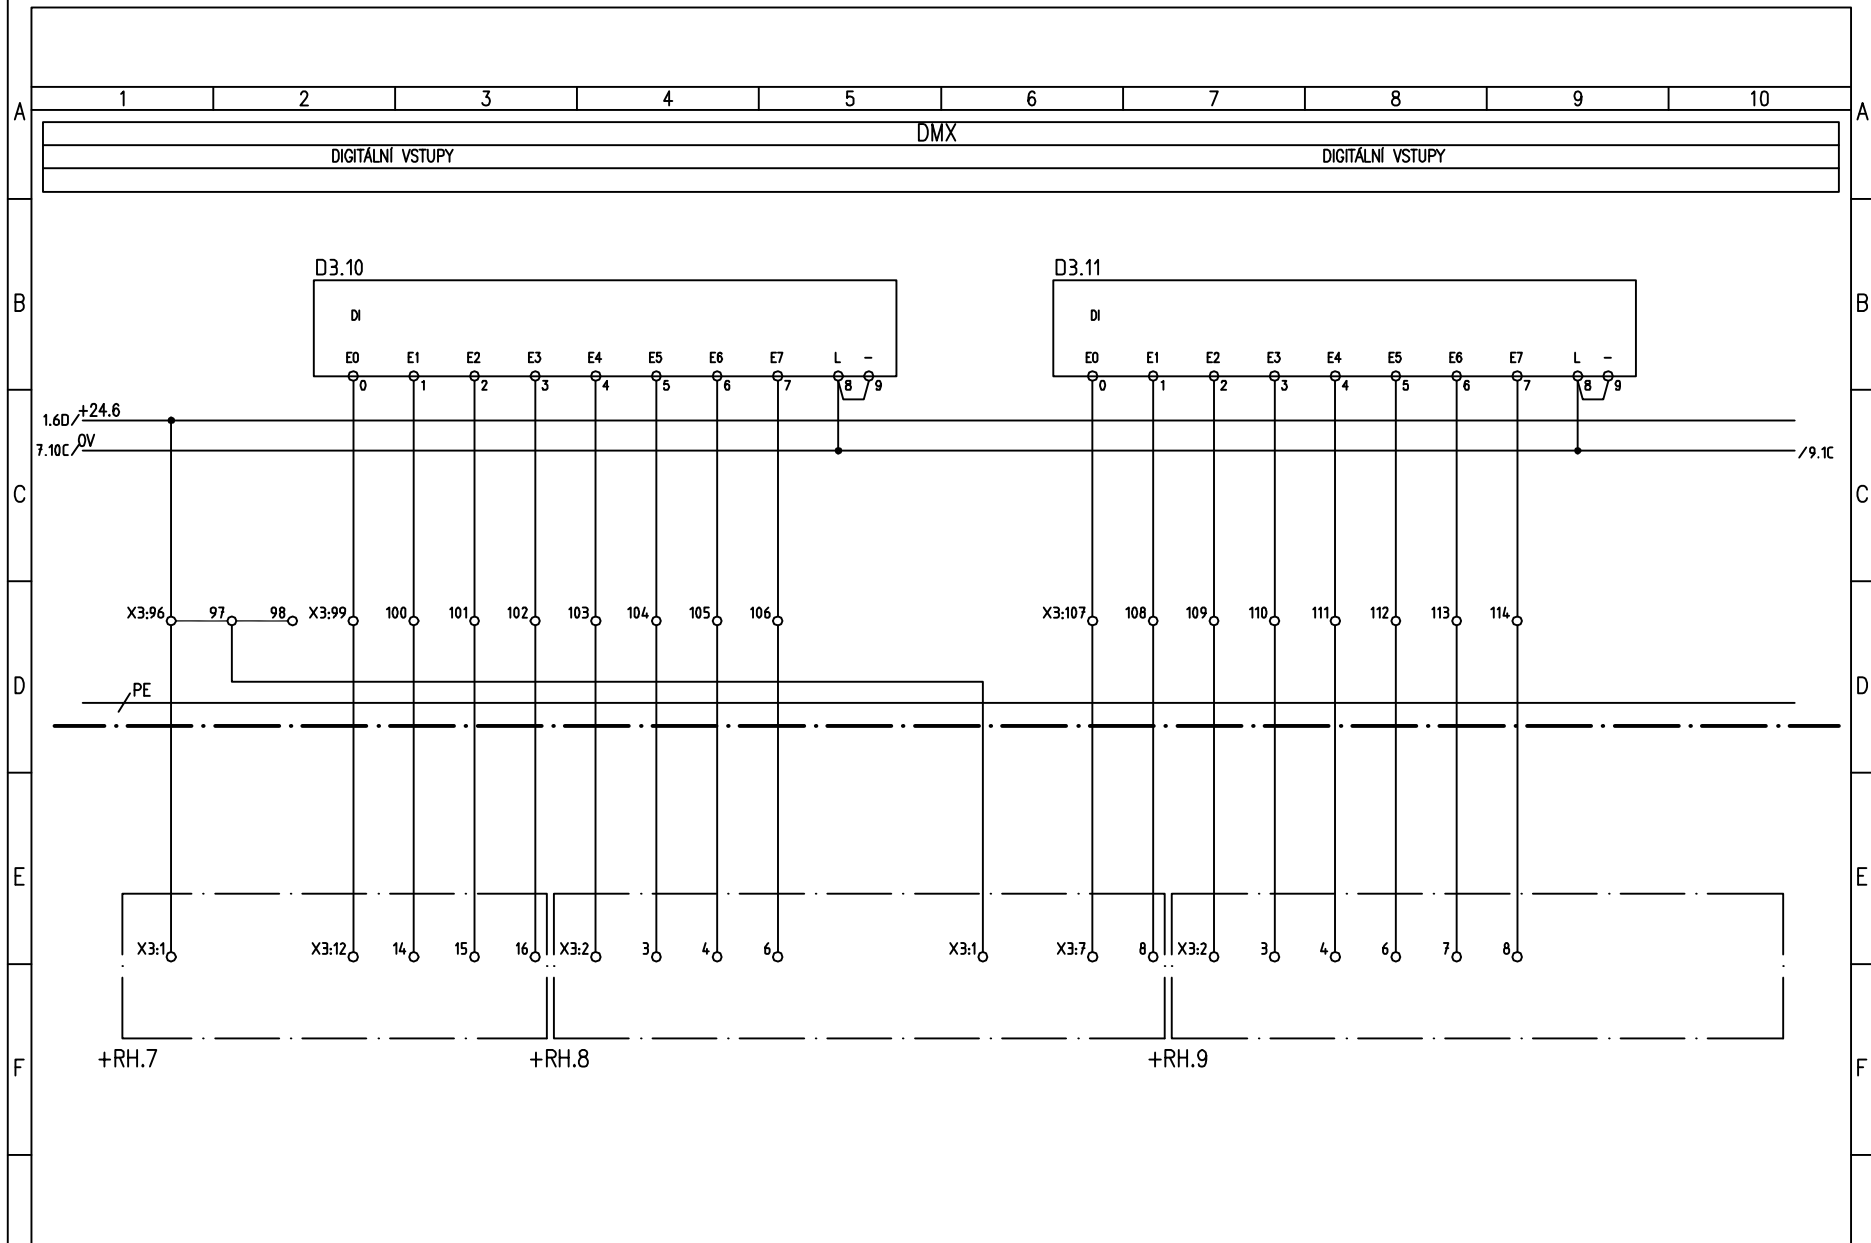 1 2 3 4 5 6 7 8 9 10
A A
DMX
DIGITÁLNÍ VSTUPY DIGITÁLNÍ VSTUPY
D3.10 D3.11
B B
DI DI
E0 E1 E2 E3 E4 E5 E6 E7 L - E0 E1 E2 E3 E4 E5 E6 E7 L -
0 1 2 3 4 5 6 7 8 9 0 1 2 3 4 5 6 7 8 9
1.6D/ +24.6
7.10C/ 0V /9.1C
C C
X3:96 97 98 X3:99 100 101 102 103 104 105 106 X3:107 108 109 110 111 112 113 114
D PE D
E E
X3:1 X3:12 14 15 16 X3:2 3 4 6 X3:1 X3:7 8 X3:2 3 4 6 7 8
+RH.7 +RH.8 +RH.9
F F